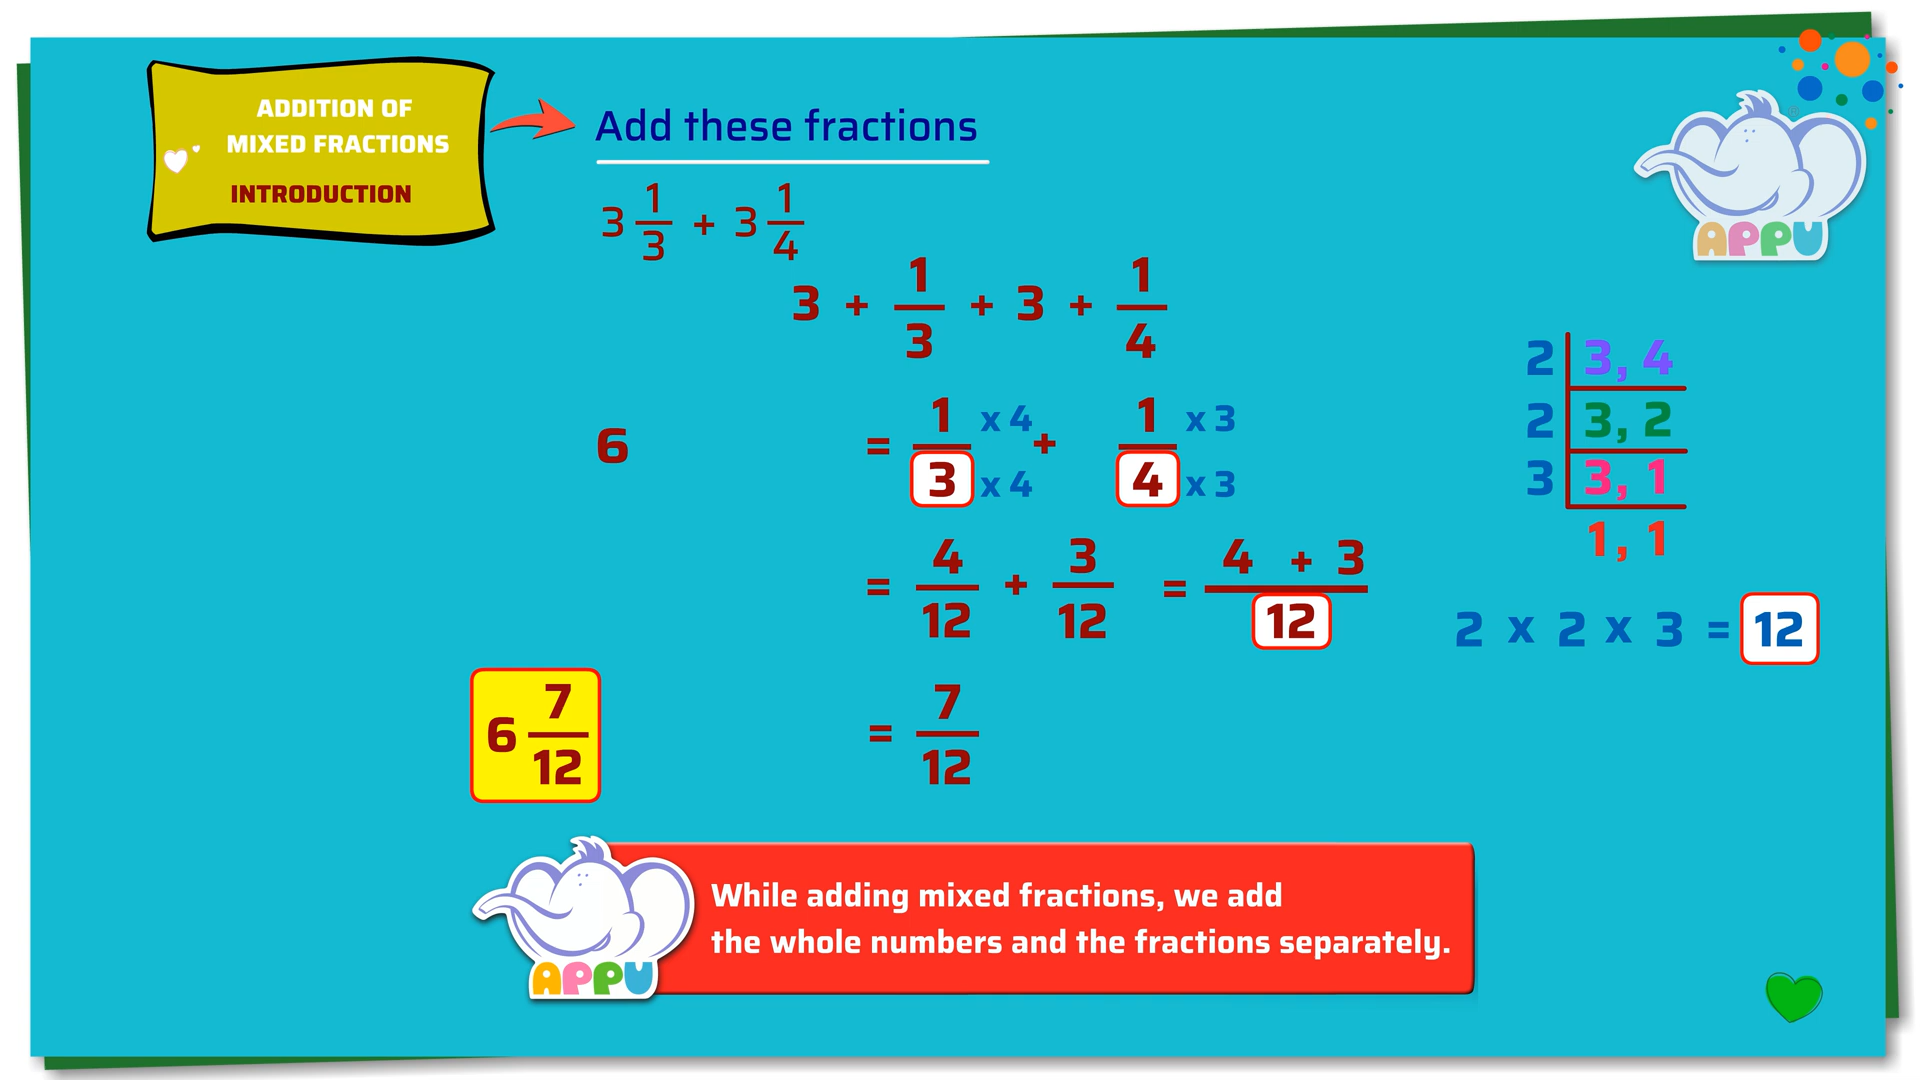 ADDITION OF
MIXED FRACTIONS
INTRODUCTION
Add these fractions
3 1/3 + 3 1/4
3 + 1/3 + 3 + 1/4
6
= 1/3 x 4 x 4 + 1/4 x 3 x 3
= 4/12 + 3/12 = 4 + 3/12
6 7/12
= 7/12
APPU
2 3, 4
2 3, 2
3 3, 1
1, 1
2 x 2 x 3 = 12
APPU
While adding mixed fractions, we add
the whole numbers and the fractions separately.